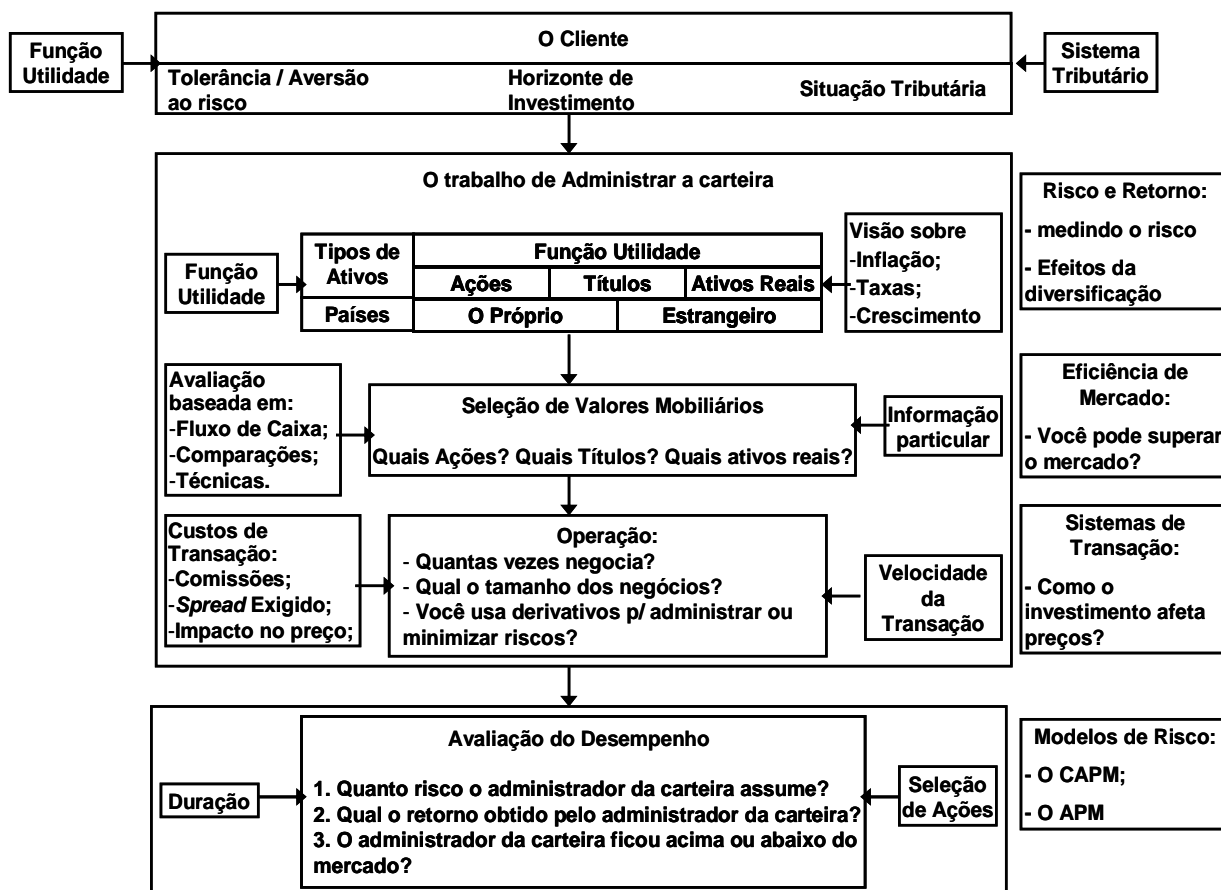 O Cliente
Função
Utilidade
Tolerância / Aversão
ao risco
Horizonte de
Investimento
Situação Tributária
Sistema
Tributário
O trabalho de Administrar a carteira
Função
Utilidade
Tipos de
Ativos
Função Utilidade
Ações
Títulos
Ativos Reais
Países
O Próprio
Estrangeiro
Visão sobre
-Inflação;
-Taxas;
-Crescimento
Risco e Retorno:
- medindo o risco
- Efeitos da
diversificação
Avaliação
baseada em:
-Fluxo de Caixa;
-Comparações;
-Técnicas.
Seleção de Valores Mobiliários
Quais Ações? Quais Títulos? Quais ativos reais?
Informação
particular
Eficiência de
Mercado:
- Você pode superar
o mercado?
Custos de
Transação:
-Comissões;
-Spread Exigido;
-Impacto no preço;
Operação:
- Quantas vezes negocia?
- Qual o tamanho dos negócios?
- Você usa derivativos p/ administrar ou
minimizar riscos?
Velocidade
da
Transação
Sistemas de
Transação:
- Como o
investimento afeta
preços?
Avaliação do Desempenho
Duração
1. Quanto risco o administrador da carteira assume?
2. Qual o retorno obtido pelo administrador da carteira?
3. O administrador da carteira ficou acima ou abaixo do
mercado?
Seleção
de Ações
Modelos de Risco:
- O CAPM;
- O APM